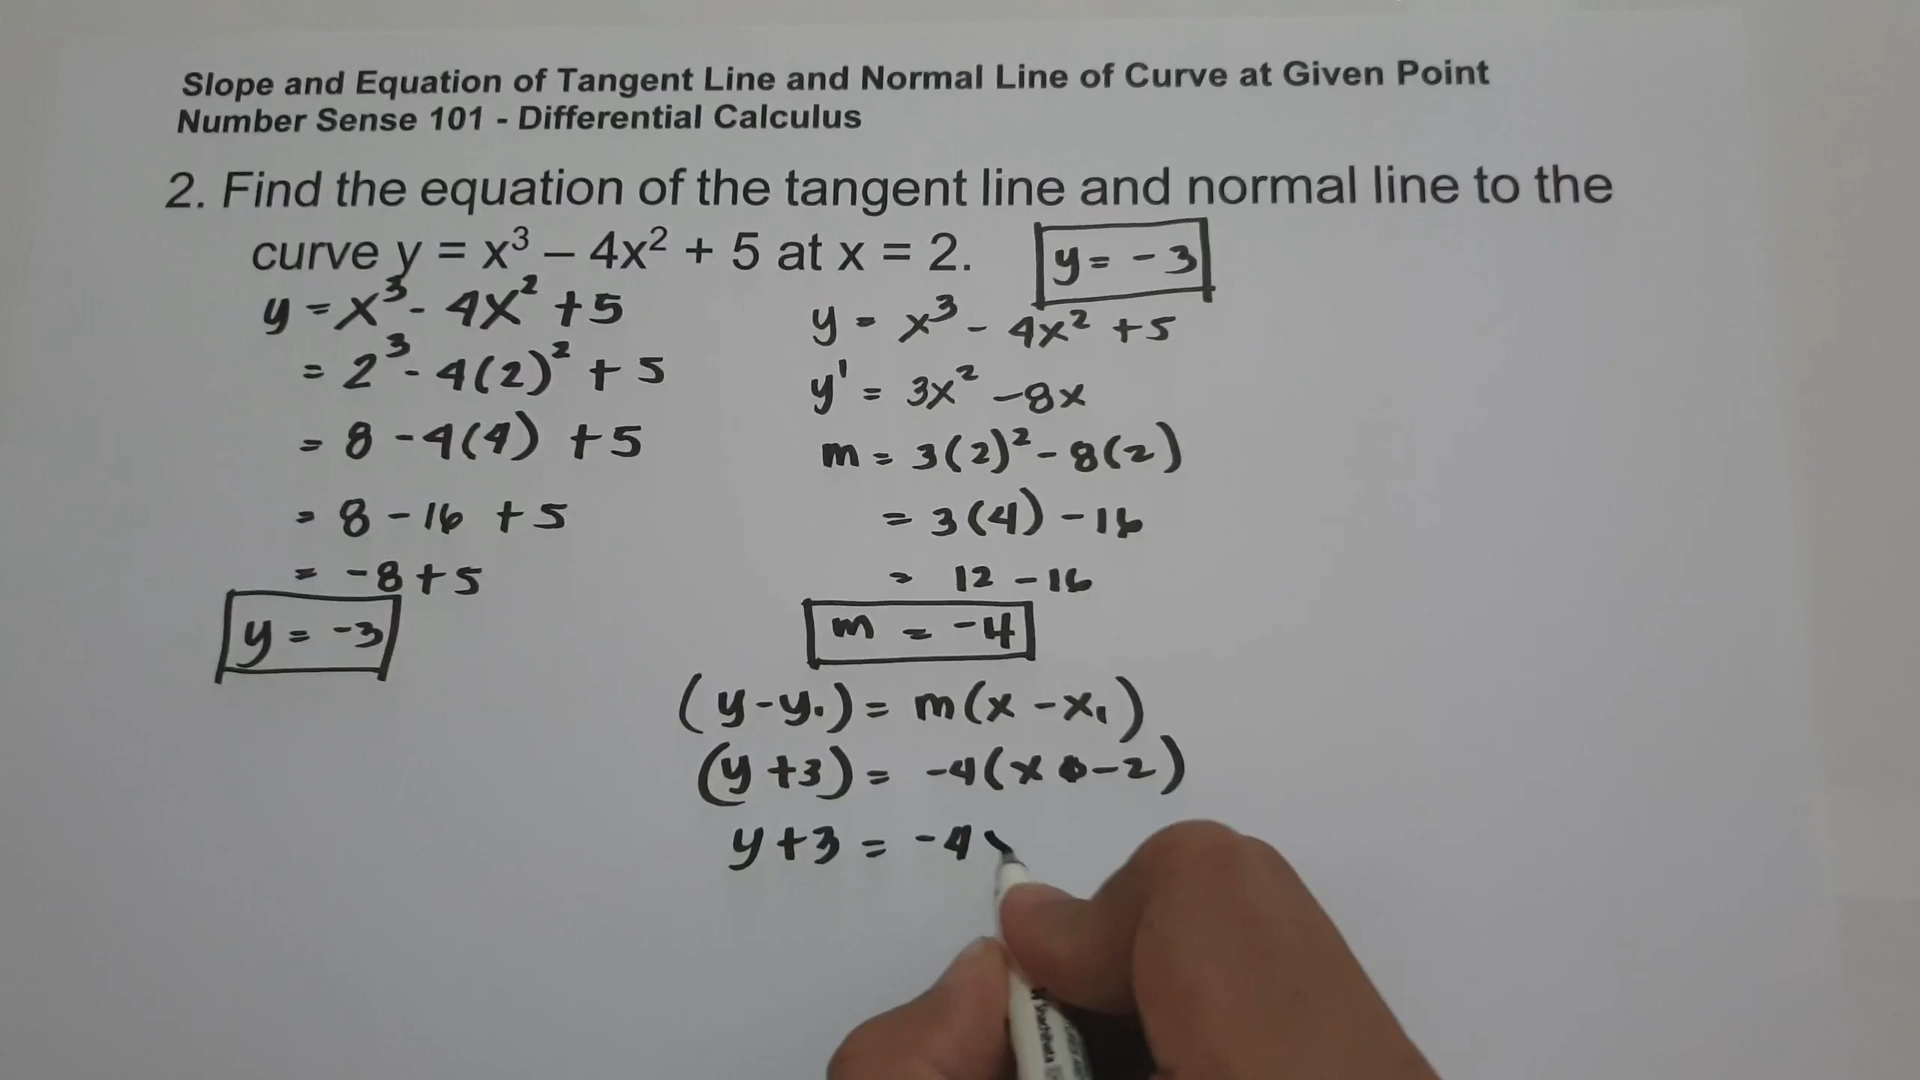 Slope and Equation of Tangent Line and Normal Line of Curve at Given Point
Number Sense 101 - Differential Calculus
2. Find the equation of the tangent line and normal line to the
curve y = x³ – 4x² + 5 at x = 2.
y = -3
y = x³ - 4x² + 5
= 2³ - 4(2)² + 5
= 8 - 4(4) + 5
= 8 - 16 + 5
= -8 + 5
y = -3
y = x³ - 4x² + 5
y' = 3x² - 8x
m = 3(2)² - 8(2)
= 3(4) - 16
= 12 - 16
m = -4
(y - y₁) = m(x - x₁)
(y + 3) = -4(x - 2)
y + 3 = -4